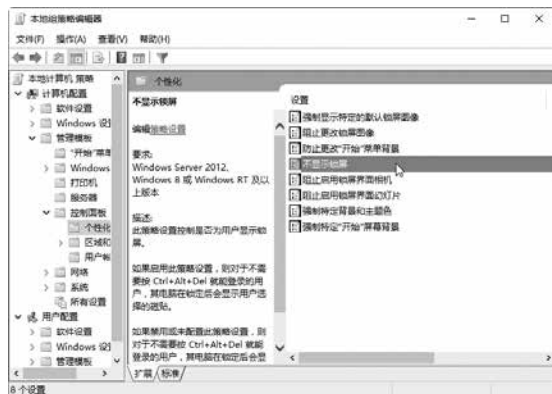 本地组策略编辑器
文件(F) 操作(A) 查看(V) 帮助(H)
本地计算机 策略
计算机配置
软件设置
Windows 设
管理模板
"开始"菜单
Windows
打印机
服务器
控制面板
个性化
区域和
用户帐
网络
系统
所有设置
用户配置
软件设置
Windows 设
管理模板
个性化
不显示锁屏
编辑策略设置
要求:
Windows Server 2012、
Windows 8 或 Windows RT 及以
上版本
描述:
此策略设置控制是否为用户显示锁
屏。
如果启用此策略设置，则对于不需
要按 Ctrl+Alt+Del 就能登录的用
户，其电脑在锁定后会显示用户选
择的磁贴。
如果禁用或未配置此策略设置，则
对于不需要按 Ctrl+Alt+Del 就能
登录的用户，其电脑在锁定后会显
设置
强制显示特定的默认锁屏图像
阻止更改锁屏图像
防止更改"开始"菜单背景
不显示锁屏
阻止启用锁屏界面相机
阻止启用锁屏界面幻灯片
强制特定背景和主题色
强制特定"开始"屏幕背景
扩展 标准
8 个设置